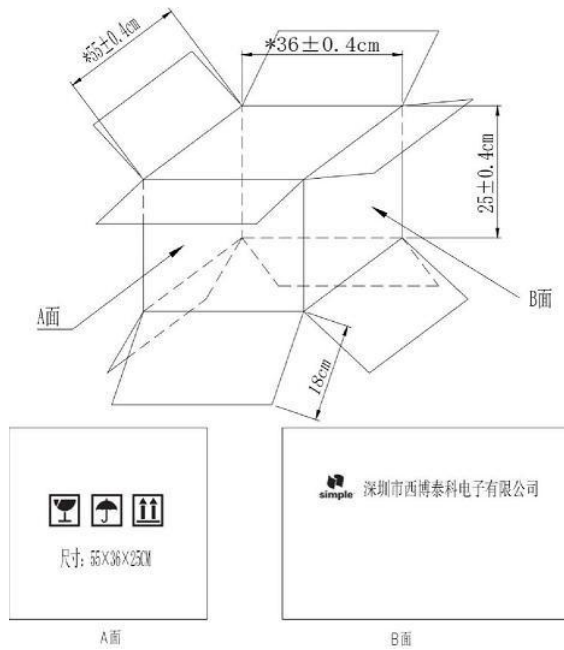 *55±0.4cm
*36±0.4cm
25±0.4cm
A面
B面
18cm
simple 深圳市西博泰科电子有限公司
尺寸: 55X36X25CM
A面
B面